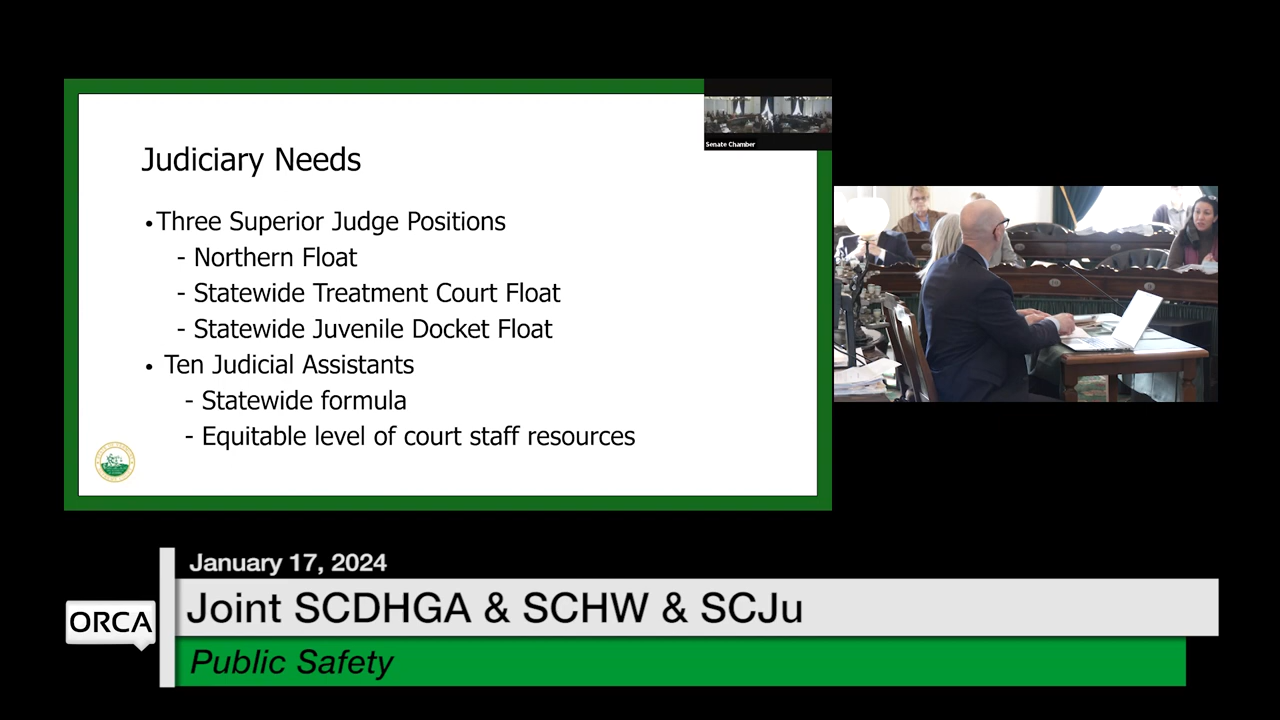 Senate Chamber
Judiciary Needs
• Three Superior Judge Positions
- Northern Float
- Statewide Treatment Court Float
- Statewide Juvenile Docket Float
• Ten Judicial Assistants
- Statewide formula
- Equitable level of court staff resources
January 17, 2024
ORCA
Joint SCDHGA & SCHW & SCJu
Public Safety